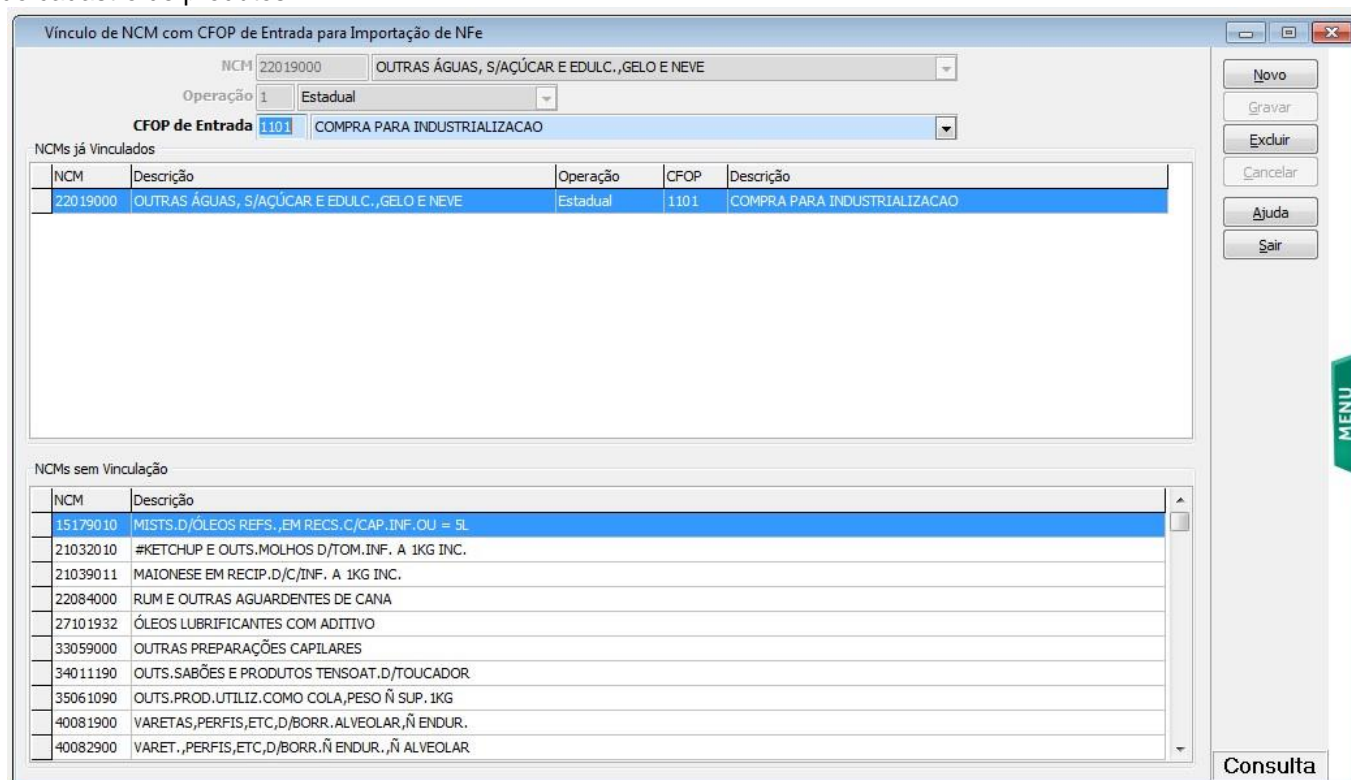 Vínculo de NCM com CFOP de Entrada para Importação de NFe
NCM 22019000 OUTRAS ÁGUAS, S/AÇÚCAR E EDULC.,GELO E NEVE
Operação 1 Estadual
CFOP de Entrada 1101 COMPRA PARA INDUSTRIALIZACAO
NCMs já Vinculados
NCM Descrição Operação CFOP Descrição
22019000 OUTRAS ÁGUAS, S/AÇÚCAR E EDULC.,GELO E NEVE Estadual 1101 COMPRA PARA INDUSTRIALIZACAO
NCMs sem Vinculação
NCM Descrição
15179010 MISTS.D/ÓLEOS REFS.,EM RECS.C/CAP.INF.OU = 5L
21032010 #KETCHUP E OUTS.MOLHOS D/TOM.INF. A 1KG INC.
21039011 MAIONESE EM RECIP.D/C/INF. A 1KG INC.
22084000 RUM E OUTRAS AGUARDENTES DE CANA
27101932 ÓLEOS LUBRIFICANTES COM ADITIVO
33059000 OUTRAS PREPARAÇÕES CAPILARES
34011190 OUTS.SABÕES E PRODUTOS TENSOAT.D/TOUCADOR
35061090 OUTS.PROD.UTILIZ.COMO COLA,PESO Ñ SUP.1KG
40081900 VARETAS,PERFIS,ETC,D/BORR.ALVEOLAR,Ñ ENDUR.
40082900 VARET.,PERFIS,ETC,D/BORR.Ñ ENDUR.,Ñ ALVEOLAR
Novo
Gravar
Excluir
Cancelar
Ajuda
Sair
Consulta
MENU